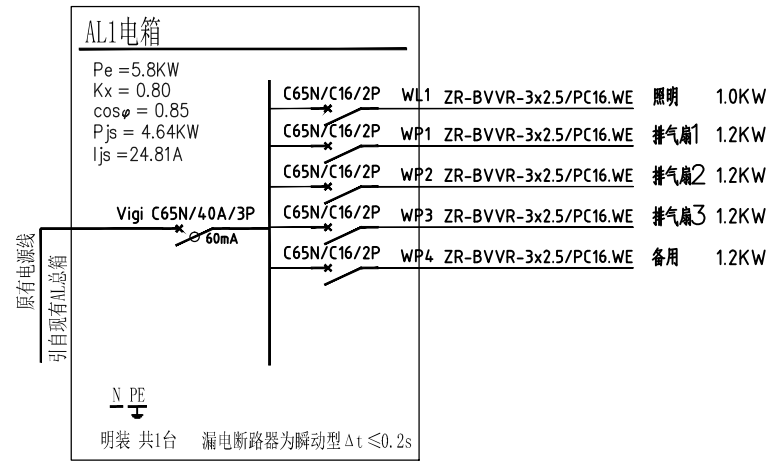 AL1电箱
Pe =5.8KW
Kx = 0.80
cosφ = 0.85
Pjs = 4.64KW
Ijs =24.81A
C65N/C16/2P WL1 ZR-BVVR-3x2.5/PC16.WE 照明 1.0KW
C65N/C16/2P WP1 ZR-BVVR-3x2.5/PC16.WE 排气扇1 1.2KW
C65N/C16/2P WP2 ZR-BVVR-3x2.5/PC16.WE 排气扇2 1.2KW
C65N/C16/2P WP3 ZR-BVVR-3x2.5/PC16.WE 排气扇3 1.2KW
C65N/C16/2P WP4 ZR-BVVR-3x2.5/PC16.WE 备用 1.2KW
Vigi C65N/40A/3P
60mA
原有电源线
引自现有AL总箱
N PE
明装 共1台 漏电断路器为瞬动型Δt≤0.2s